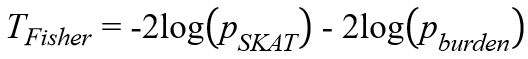 T_Fisher = -2log(p_SKAT) - 2log(p_burden)